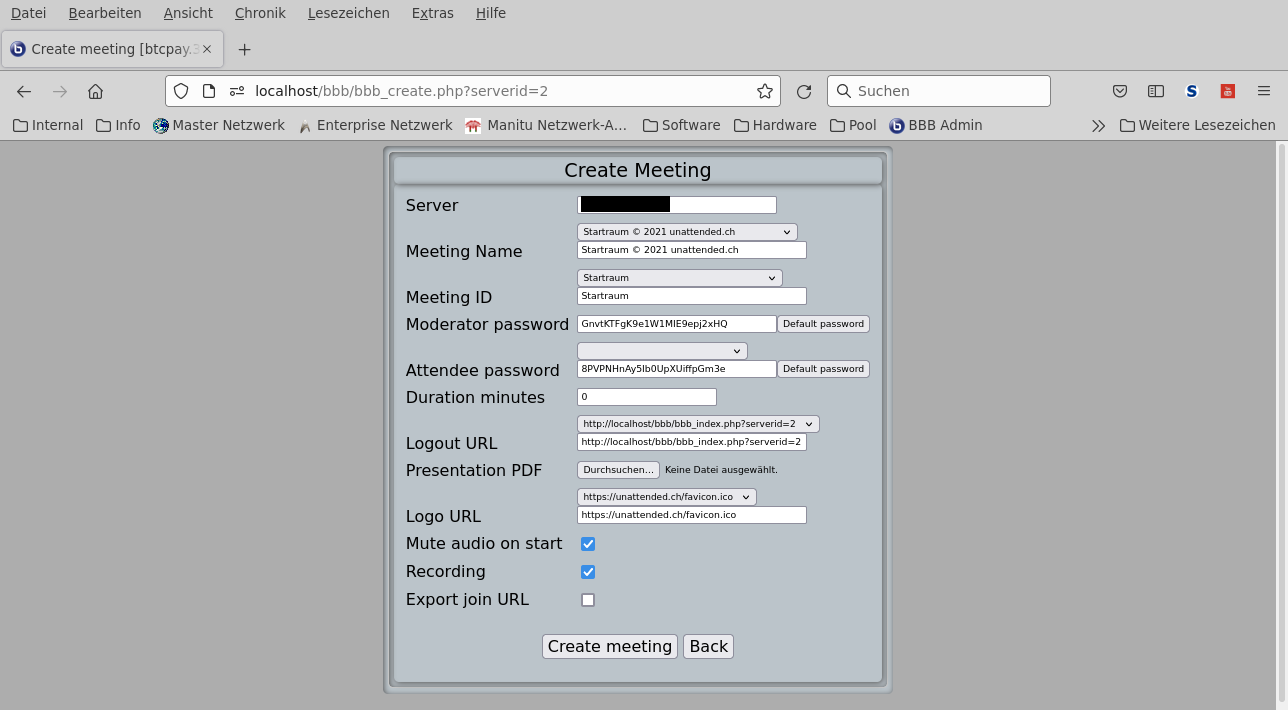 Datei Bearbeiten Ansicht Chronik Lesezeichen Extras Hilfe
Create meeting [btcpay.
localhost/bbb/bbb_create.php?serverid=2 Suchen
Internal Info Master Netzwerk Enterprise Netzwerk Manitu Netzwerk-A... Software Hardware Pool BBB Admin Weitere Lesezeichen
Create Meeting
Server
Startraum © 2021 unattended.ch
Meeting Name Startraum © 2021 unattended.ch
Startraum
Meeting ID Startraum
Moderator password GnvtKTFgK9e1W1MIE9epj2xHQ Default password
Attendee password 8PVPNHnAy5Ib0UpXUiffpGm3e Default password
Duration minutes 0
http://localhost/bbb/bbb_index.php?serverid=2
Logout URL http://localhost/bbb/bbb_index.php?serverid=2
Presentation PDF Durchsuchen... Keine Datei ausgewählt.
https://unattended.ch/favicon.ico
Logo URL https://unattended.ch/favicon.ico
Mute audio on start
Recording
Export join URL
Create meeting Back